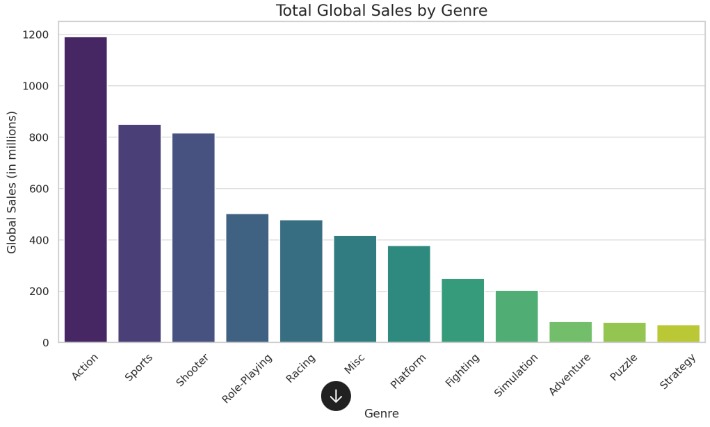 Total Global Sales by Genre
Global Sales (in millions)
1200
1000
800
600
400
200
0
Action
Sports
Shooter
Role-Playing
Racing
Misc
Platform
Fighting
Simulation
Adventure
Puzzle
Strategy
Genre